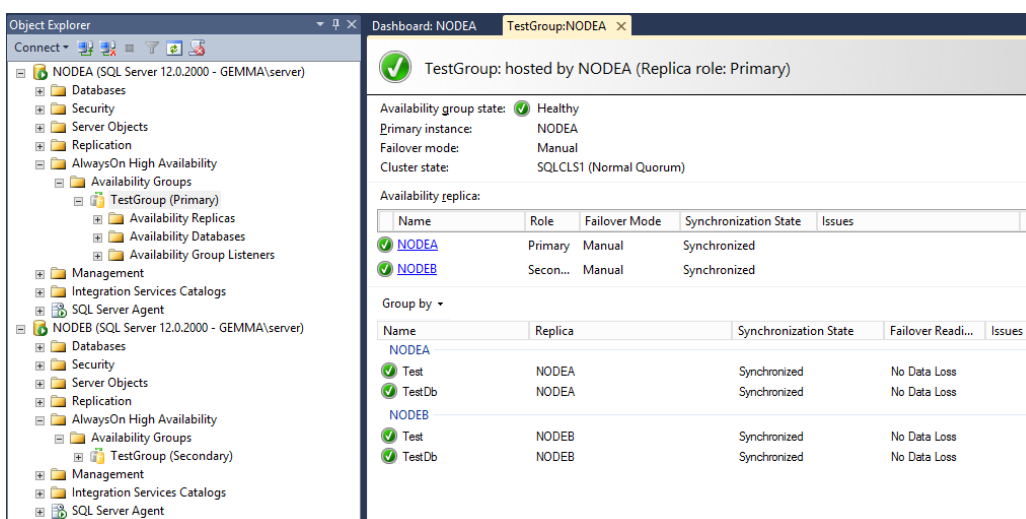 Object Explorer
Connect
NODEA (SQL Server 12.0.2000 - GEMMA\server)
Databases
Security
Server Objects
Replication
AlwaysOn High Availability
Availability Groups
TestGroup (Primary)
Availability Replicas
Availability Databases
Availability Group Listeners
Management
Integration Services Catalogs
SQL Server Agent
NODEB (SQL Server 12.0.2000 - GEMMA\server)
Databases
Security
Server Objects
Replication
AlwaysOn High Availability
Availability Groups
TestGroup (Secondary)
Management
Integration Services Catalogs
SQL Server Agent
Dashboard: NODEA TestGroup:NODEA
TestGroup: hosted by NODEA (Replica role: Primary)
Availability group state: Healthy
Primary instance: NODEA
Failover mode: Manual
Cluster state: SQLCLS1 (Normal Quorum)
Availability replica:
Name Role Failover Mode Synchronization State Issues
NODEA Primary Manual Synchronized
NODEB Secon... Manual Synchronized
Group by
Name Replica Synchronization State Failover Readi... Issues
NODEA
Test NODEA Synchronized No Data Loss
TestDb NODEA Synchronized No Data Loss
NODEB
Test NODEB Synchronized No Data Loss
TestDb NODEB Synchronized No Data Loss